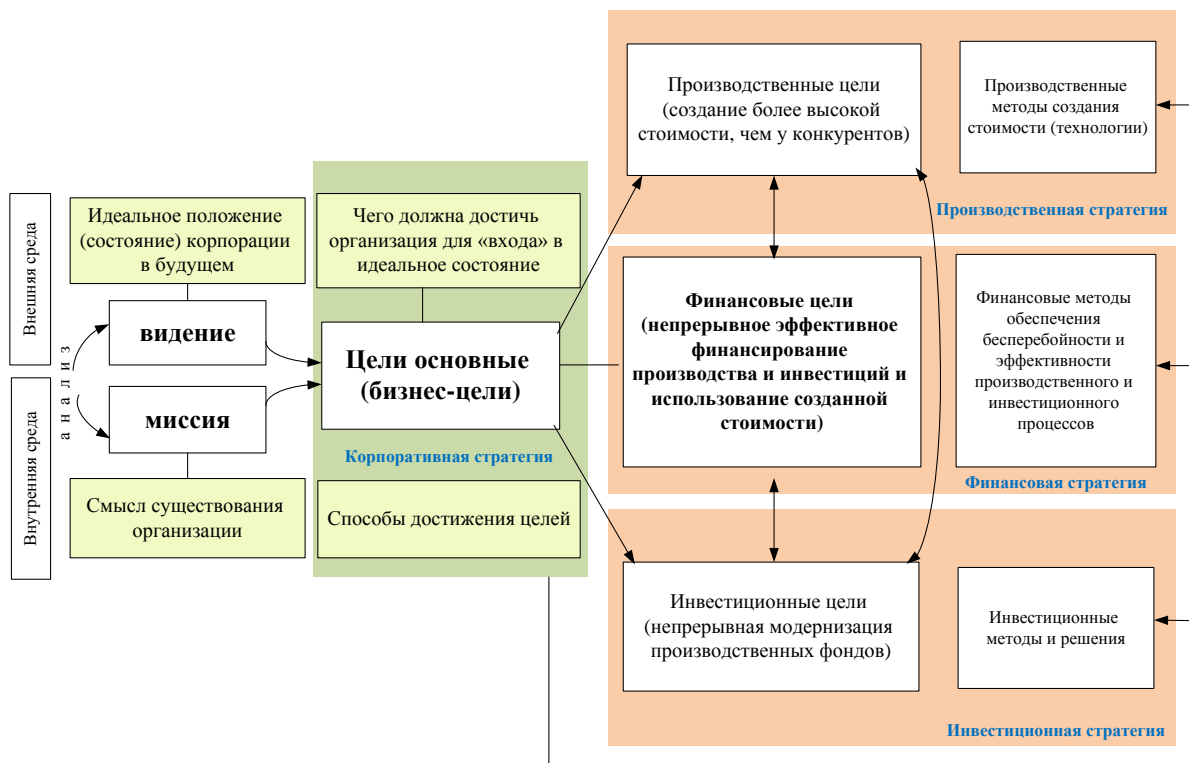 Внешняя среда
Внутренняя среда
анализ
Идеальное положение
(состояние) корпорации
в будущем
видение
миссия
Смысл существования
организации
Чего должна достичь
организация для «входа» в
идеальное состояние
Цели основные
(бизнес-цели)
Корпоративная стратегия
Способы достижения целей
Производственные цели
(создание более высокой
стоимости, чем у конкурентов)
Производственные
методы создания
стоимости (технологии)
Производственная стратегия
Финансовые цели
(непрерывное эффективное
финансирование
производства и инвестиций и
использование созданной
стоимости)
Финансовые методы
обеспечения
бесперебойности и
эффективности
производственного и
инвестиционного
процессов
Финансовая стратегия
Инвестиционные цели
(непрерывная модернизация
производственных фондов)
Инвестиционные
методы и решения
Инвестиционная стратегия